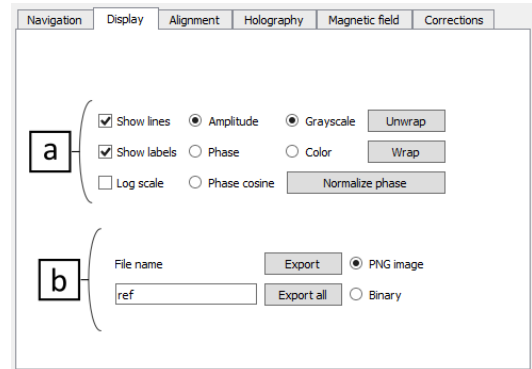 Navigation Display Alignment Holography Magnetic field Corrections
a
Show lines Amplitude Grayscale Unwrap
Show labels Phase Color Wrap
Log scale Phase cosine Normalize phase
b
File name Export PNG image
ref Export all Binary